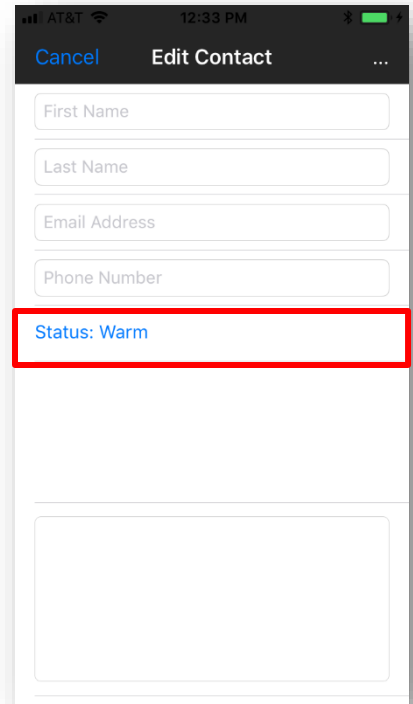 AT&T 12:33 PM
Cancel Edit Contact ...
First Name
Last Name
Email Address
Phone Number
Status: Warm